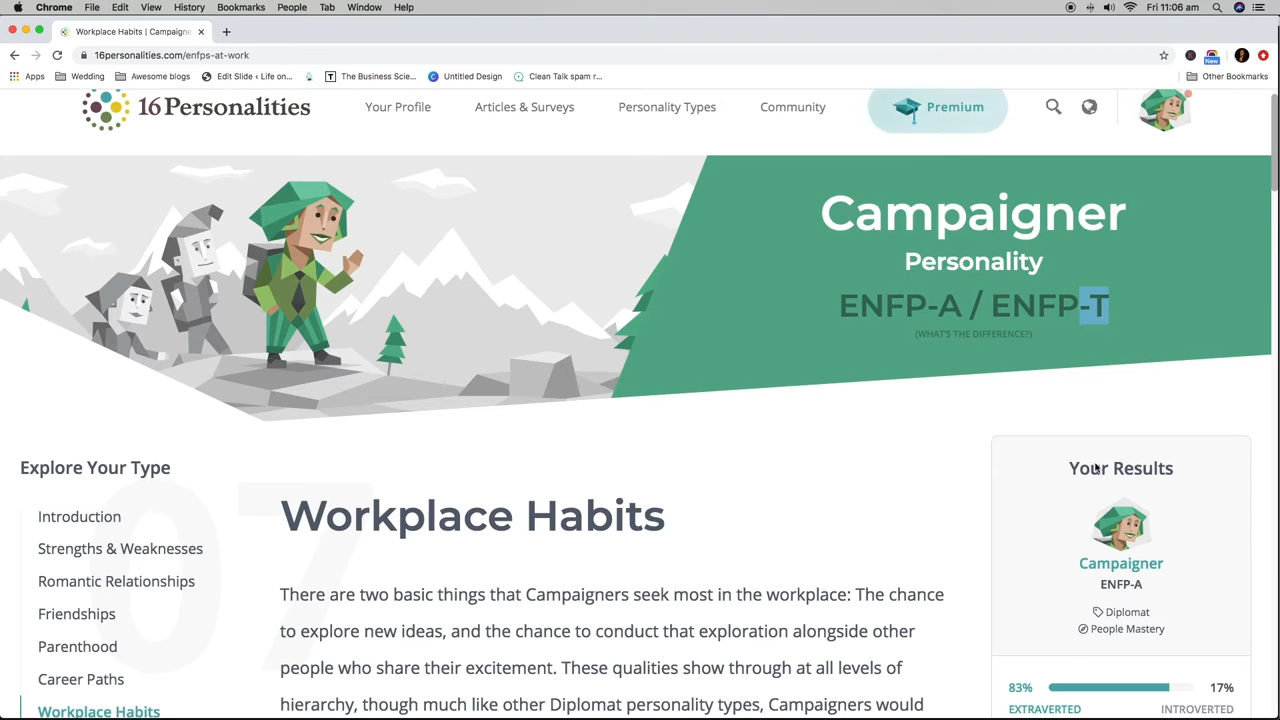 Chrome File Edit View History Bookmarks People Tab Window Help Fri 11:06 am
Workplace Habits | Campaigne
16personalities.com/enfps-at-work
Apps Wedding Awesome blogs Edit Slide ‹ Life on... T The Business Scie... Untitled Design Clean Talk spam r... New Other Bookmarks
16Personalities Your Profile Articles & Surveys Personality Types Community Premium
Campaigner
Personality
ENFP-A / ENFP-T
(WHAT'S THE DIFFERENCE?)
Explore Your Type
Introduction
Strengths & Weaknesses
Romantic Relationships
Friendships
Parenthood
Career Paths
Workplace Habits
07
Workplace Habits
There are two basic things that Campaigners seek most in the workplace: The chance
to explore new ideas, and the chance to conduct that exploration alongside other
people who share their excitement. These qualities show through at all levels of
hierarchy, though much like other Diplomat personality types, Campaigners would
Your Results
Campaigner
ENFP-A
Diplomat
People Mastery
83% 17%
EXTRAVERTED INTROVERTED